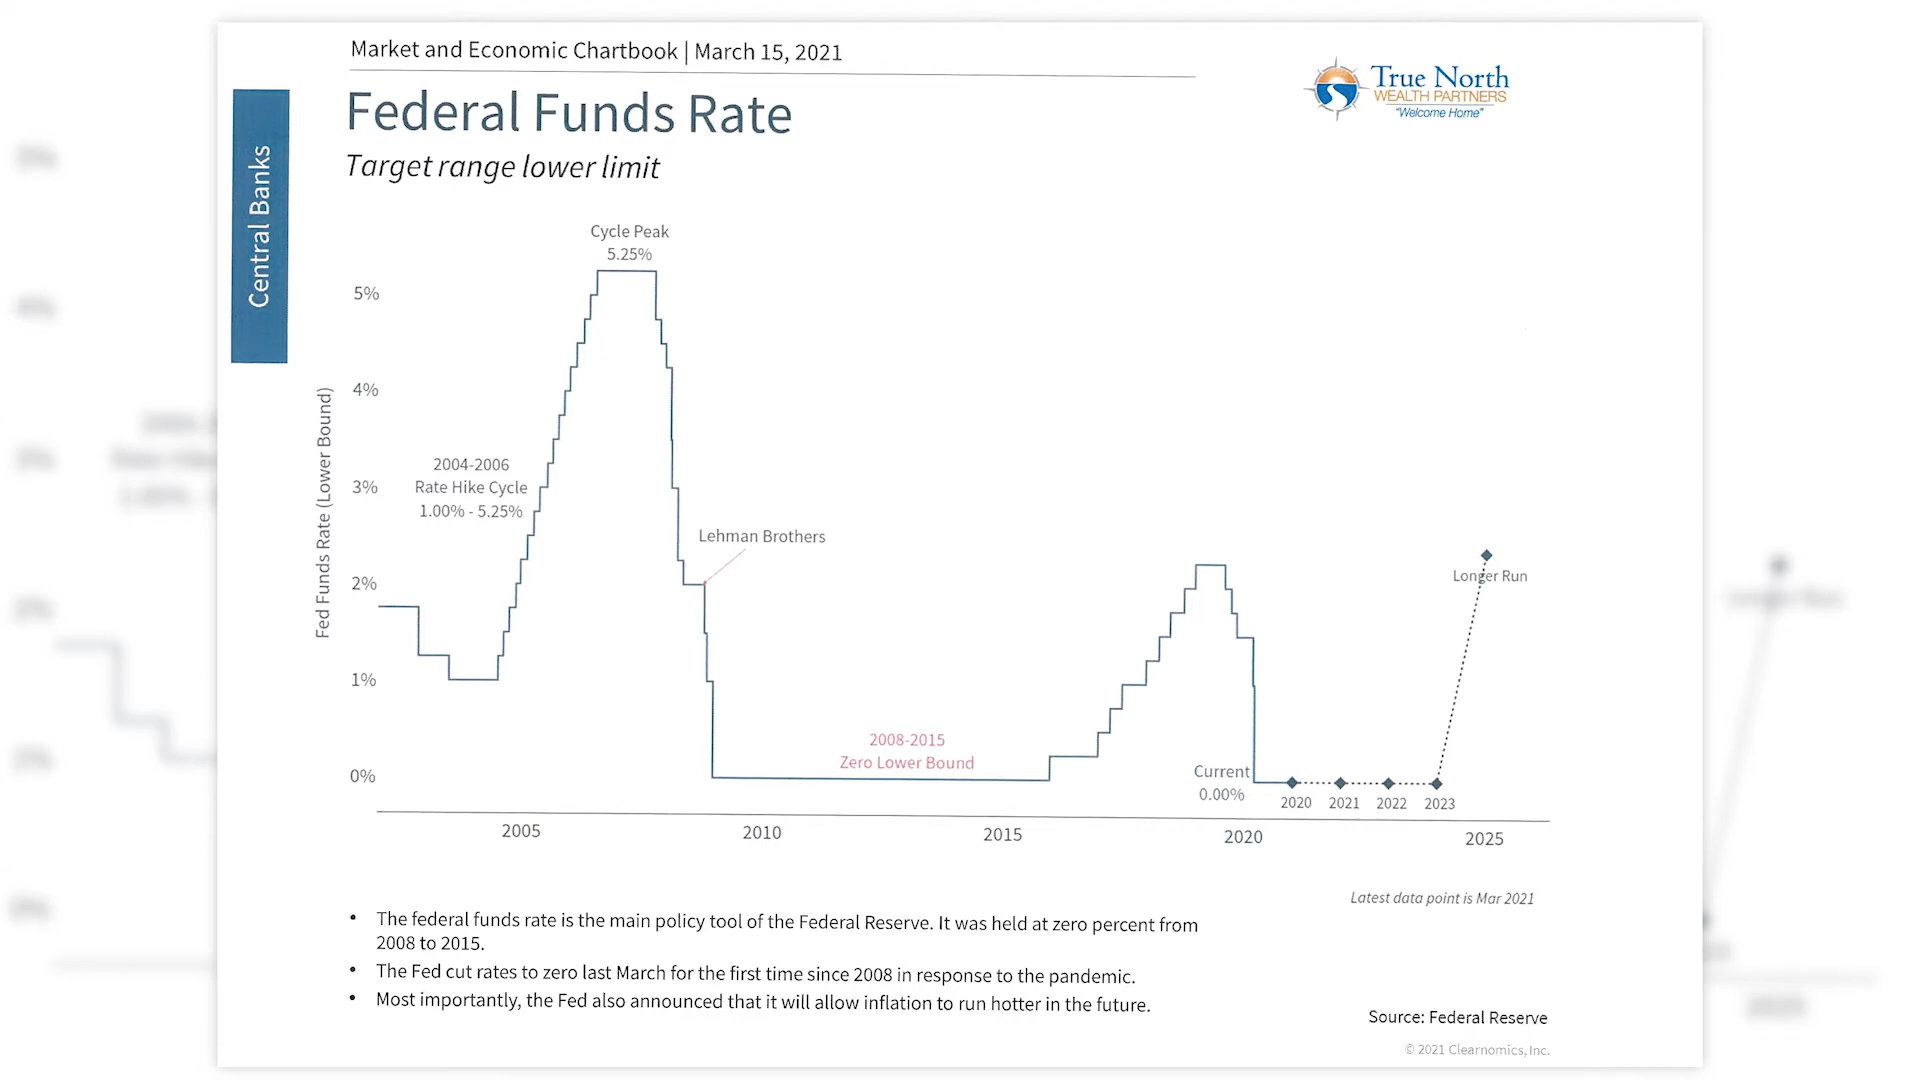 Market and Economic Chartbook | March 15, 2021
True North
WEALTH PARTNERS
"Welcome Home"
Federal Funds Rate
Target range lower limit
Central Banks
Cycle Peak
5.25%
5%
4%
3%
2%
1%
0%
Fed Funds Rate (Lower Bound)
2004-2006
Rate Hike Cycle
1.00% - 5.25%
Lehman Brothers
Longer Run
2008-2015
Zero Lower Bound
Current
0.00%
2020
2021
2022
2023
2005
2010
2015
2020
2025
Latest data point is Mar 2021
• The federal funds rate is the main policy tool of the Federal Reserve. It was held at zero percent from
2008 to 2015.
• The Fed cut rates to zero last March for the first time since 2008 in response to the pandemic.
• Most importantly, the Fed also announced that it will allow inflation to run hotter in the future.
Source: Federal Reserve
© 2021 Clearnomics, Inc.